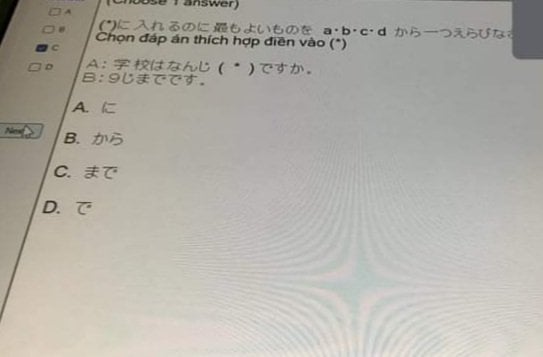 (Choose 1 answer)
A
B
C
D
(*)に入れるのに最もよいものを a・b・c・d から一つえらびな
Chọn đáp án thích hợp điền vào (*)
A：学校はなんじ ( * ) ですか。
B：9じまでです。
A. に
B. から
C. まで
D. で
Next